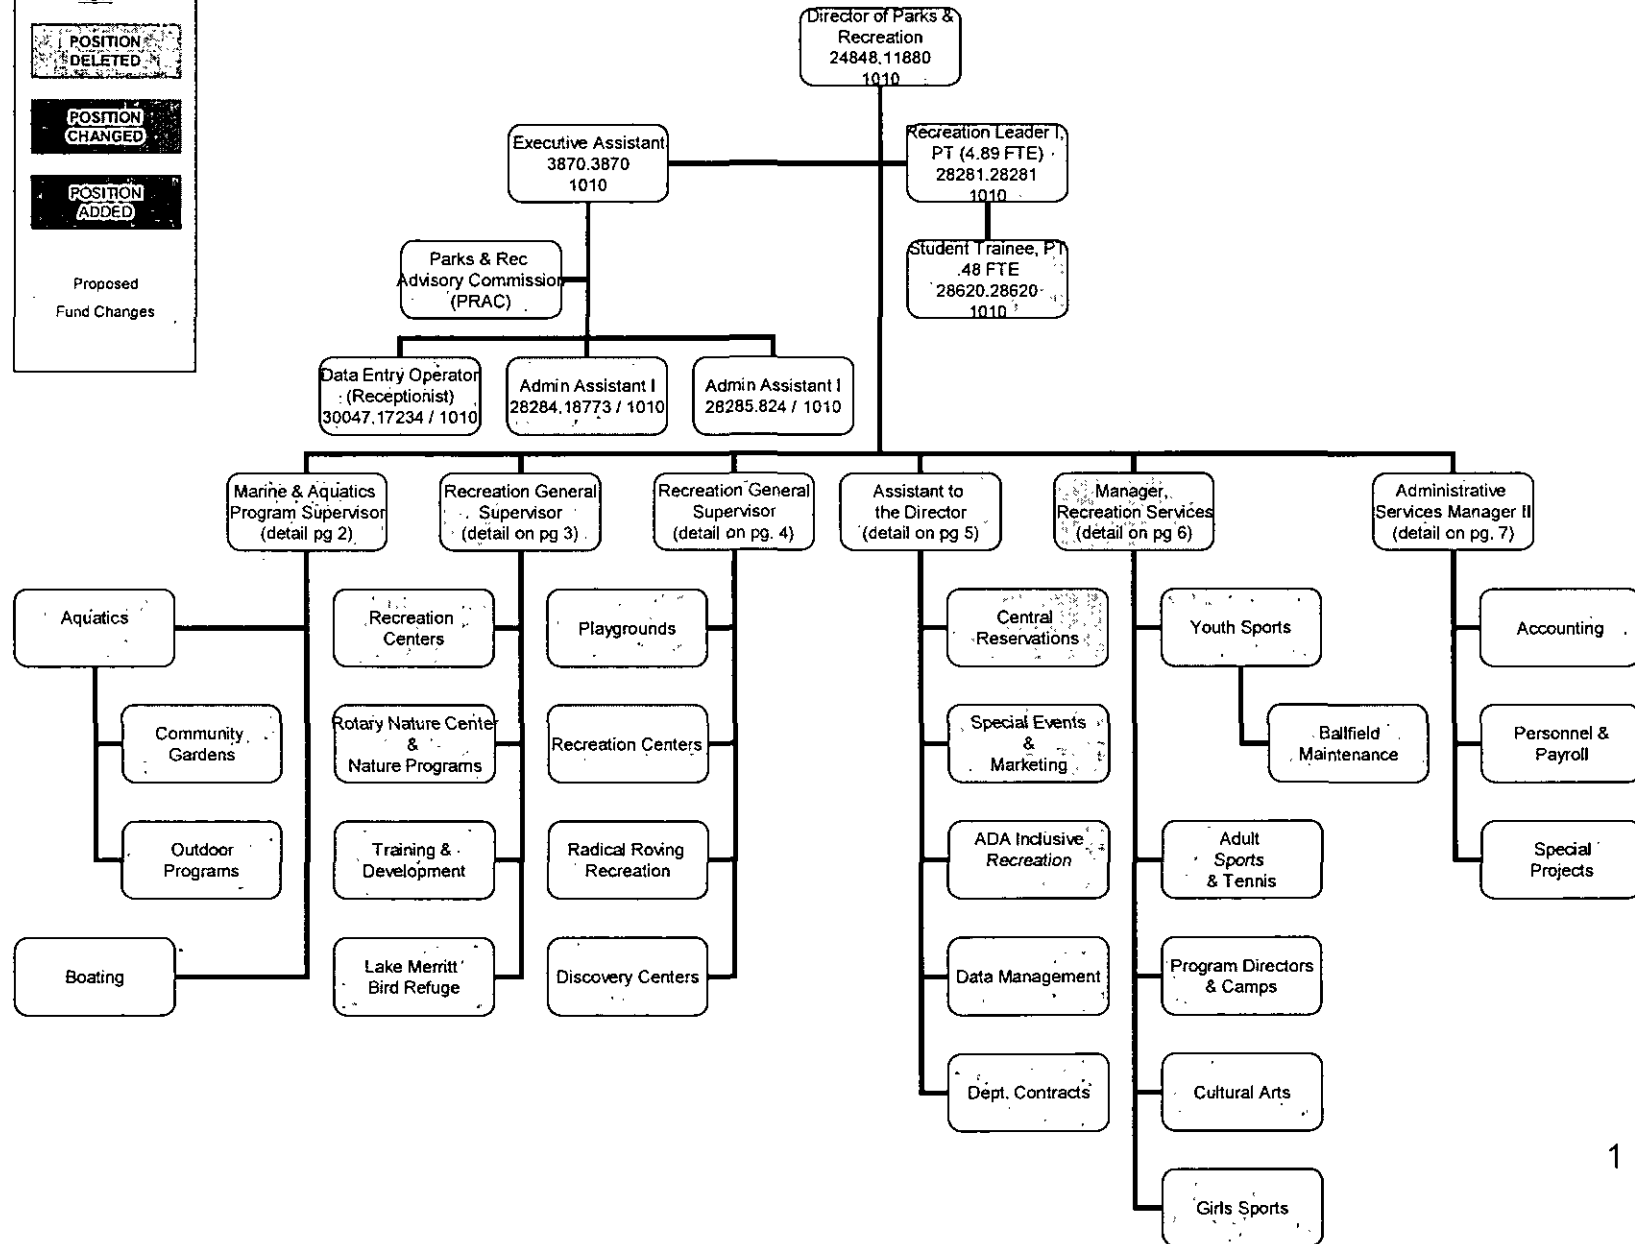 POSITION
DELETED
POSITION
CHANGED
POSITION
ADDED
Proposed
Fund Changes
Director of Parks &
Recreation
24848.11880
1010
Executive Assistant
3870.3870
1010
Recreation Leader I,
PT (4.89 FTE)
28281.28281
1010
Parks & Rec
Advisory Commission
(PRAC)
Student Trainee, PT
.48 FTE
28620.28620
1010
Data Entry Operator
(Receptionist)
30047.17234 / 1010
Admin Assistant I
28284.18773 / 1010
Admin Assistant I
28285.824 / 1010
Marine & Aquatics
Program Supervisor
(detail pg 2)
Recreation General
Supervisor
(detail on pg 3)
Recreation General
Supervisor
(detail on pg. 4)
Assistant to
the Director
(detail on pg 5)
Manager,
Recreation Services
(detail on pg 6)
Administrative
Services Manager II
(detail on pg. 7)
Aquatics
Community
Gardens
Outdoor
Programs
Boating
Recreation
Centers
Rotary Nature Center
&
Nature Programs
Training &
Development
Lake Merritt
Bird Refuge
Playgrounds
Recreation Centers
Radical Roving
Recreation
Discovery Centers
Central
Reservations
Special Events
&
Marketing
ADA Inclusive
Recreation
Data Management
Dept. Contracts
Youth Sports
Ballfield
Maintenance
Adult
Sports
& Tennis
Program Directors
& Camps
Cultural Arts
Girls Sports
Accounting
Personnel &
Payroll
Special
Projects
1